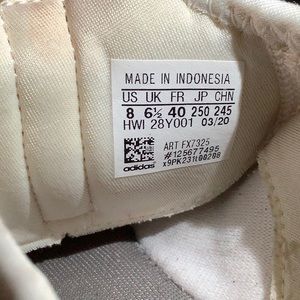 MADE IN INDONESIA
US UK FR JP CHN
8 6½ 40 250 245
HWI 28Y001 03/20
ART FX7325
#125677495
adidas